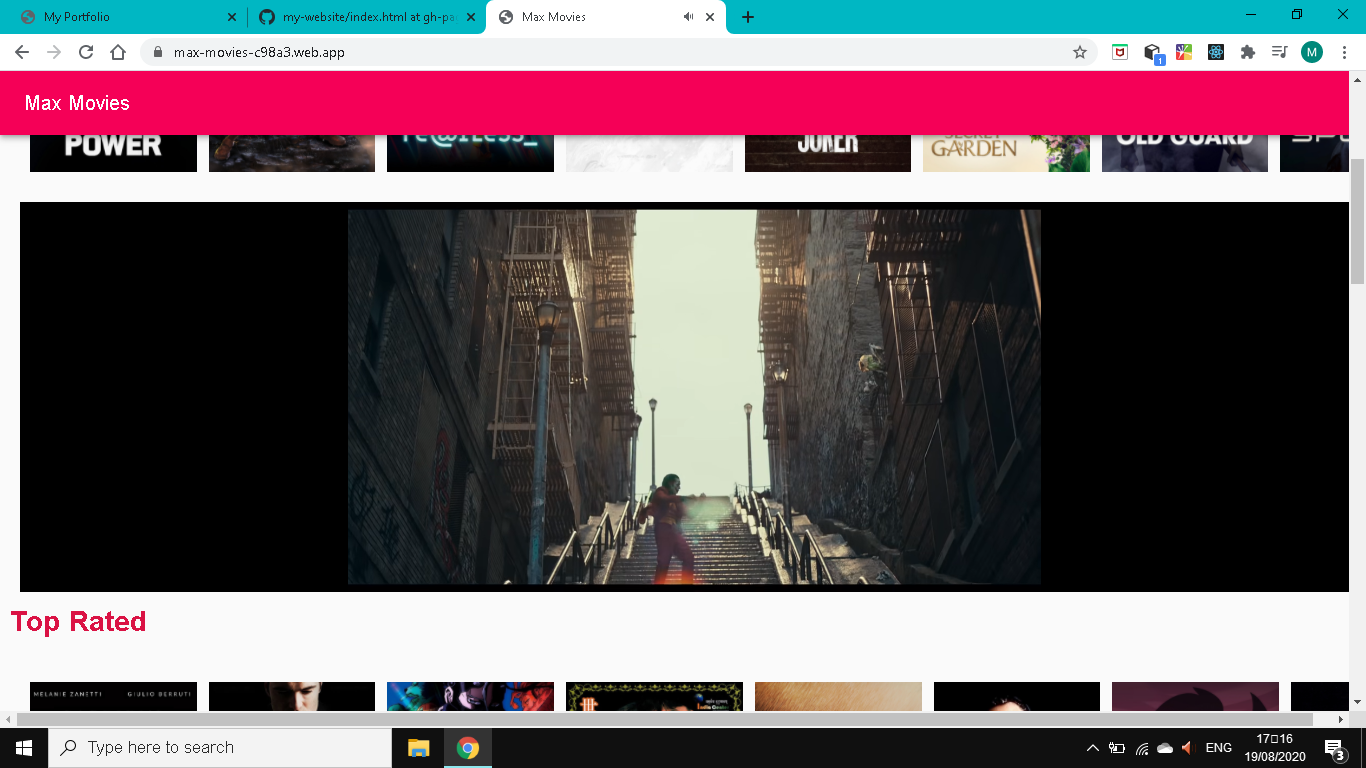 My Portfolio
my-website/index.html at gh-pa
Max Movies
max-movies-c98a3.web.app
1
M
Max Movies
POWER
JOKER
SECRET
GARDEN
OLD GUARD
Top Rated
MELANIE ZANETTI GIULIO BERRUTI
Type here to search
ENG
17□16
19/08/2020
3